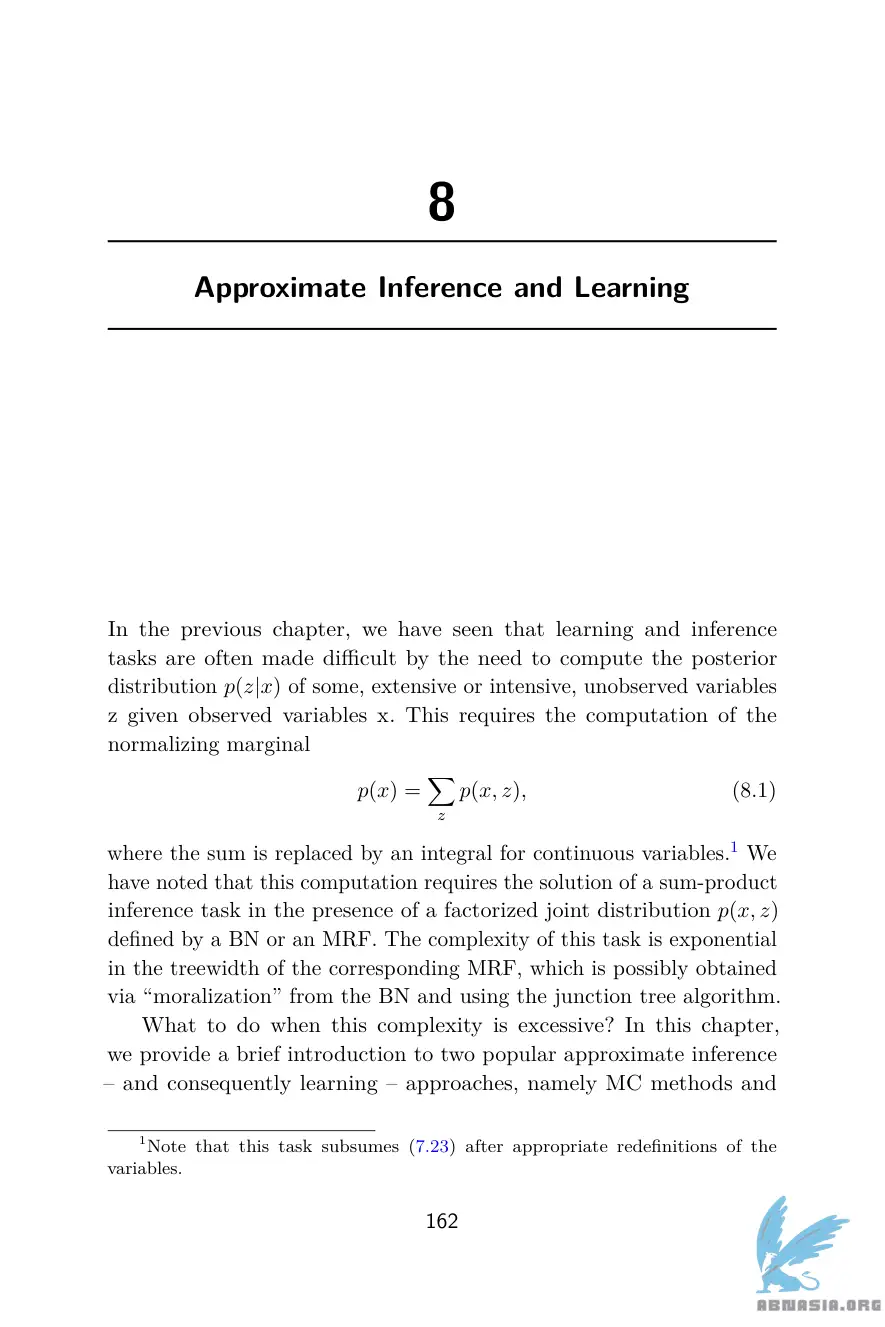 8
Approximate Inference and Learning
In the previous chapter, we have seen that learning and inference
tasks are often made difficult by the need to compute the posterior
distribution p(z|x) of some, extensive or intensive, unobserved variables
z given observed variables x. This requires the computation of the
normalizing marginal
p(x) = ∑_z p(x, z), (8.1)
where the sum is replaced by an integral for continuous variables.¹ We
have noted that this computation requires the solution of a sum-product
inference task in the presence of a factorized joint distribution p(x, z)
defined by a BN or an MRF. The complexity of this task is exponential
in the treewidth of the corresponding MRF, which is possibly obtained
via “moralization” from the BN and using the junction tree algorithm.
What to do when this complexity is excessive? In this chapter,
we provide a brief introduction to two popular approximate inference
– and consequently learning – approaches, namely MC methods and
¹Note that this task subsumes (7.23) after appropriate redefinitions of the
variables.
162
ABNASIA.ORG